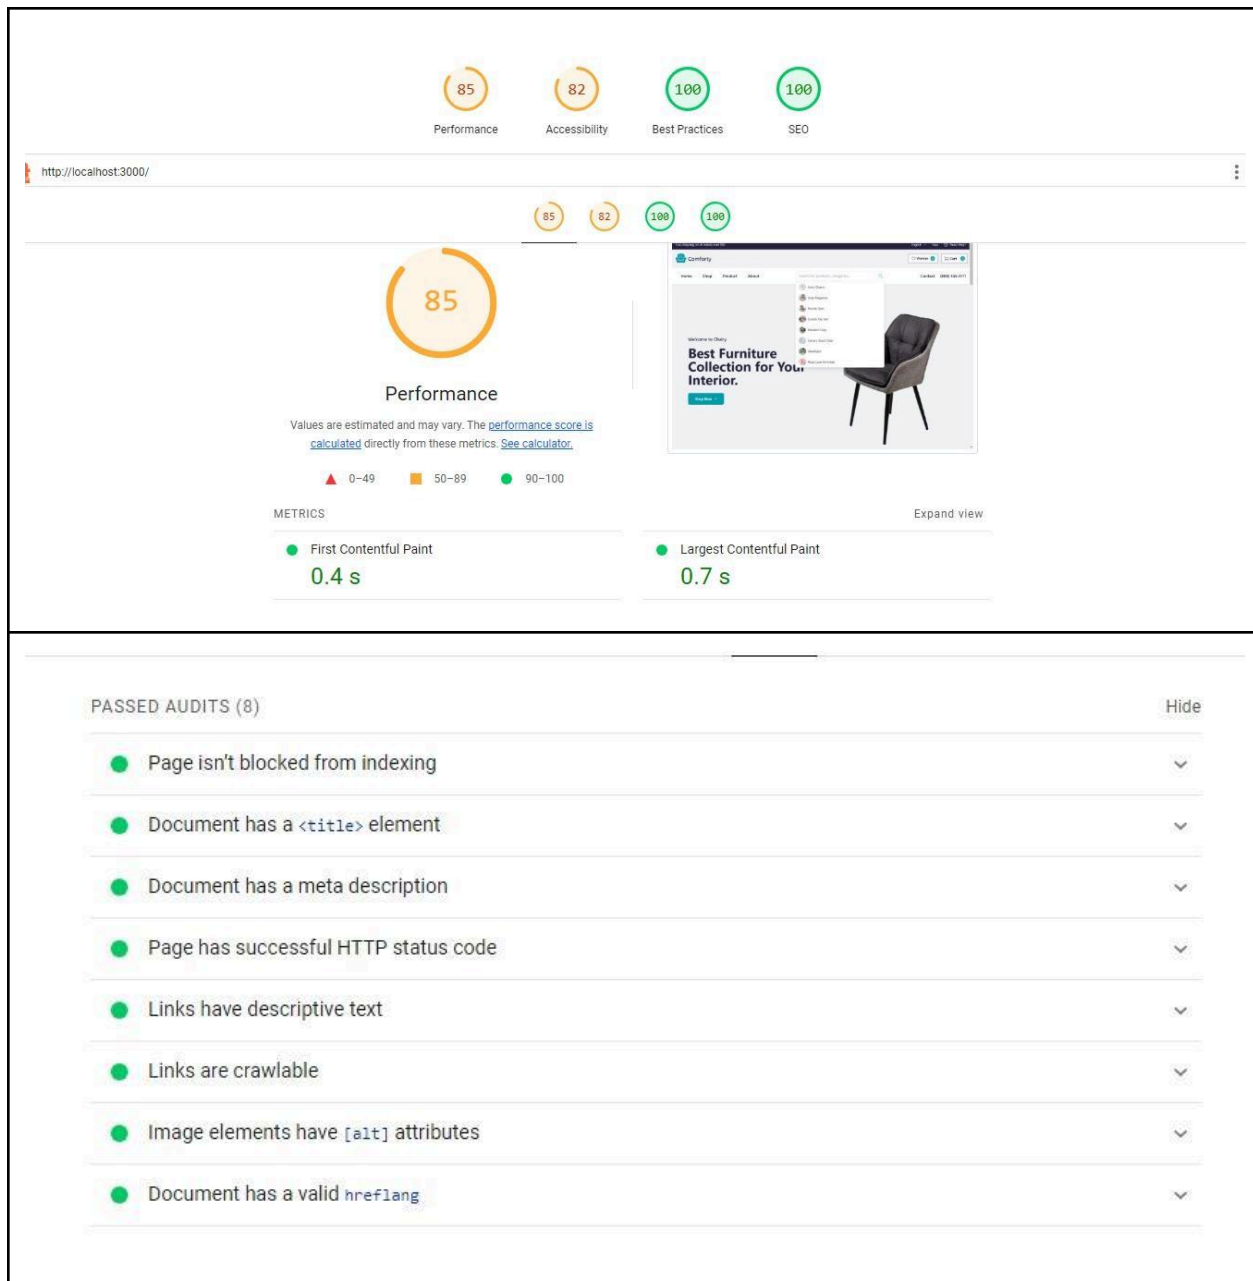 85
82
100
100
Performance
Accessibility
Best Practices
SEO
http://localhost:3000/
85
82
100
100
85
Performance
Values are estimated and may vary. The performance score is
calculated directly from these metrics. See calculator.
0–49
50–89
90–100
Comforty
Home Shop Product About
Contact
Best Furniture
Collection for Your
Interior.
METRICS
Expand view
First Contentful Paint
0.4 s
Largest Contentful Paint
0.7 s
PASSED AUDITS (8)
Hide
Page isn't blocked from indexing
Document has a <title> element
Document has a meta description
Page has successful HTTP status code
Links have descriptive text
Links are crawlable
Image elements have [alt] attributes
Document has a valid hreflang